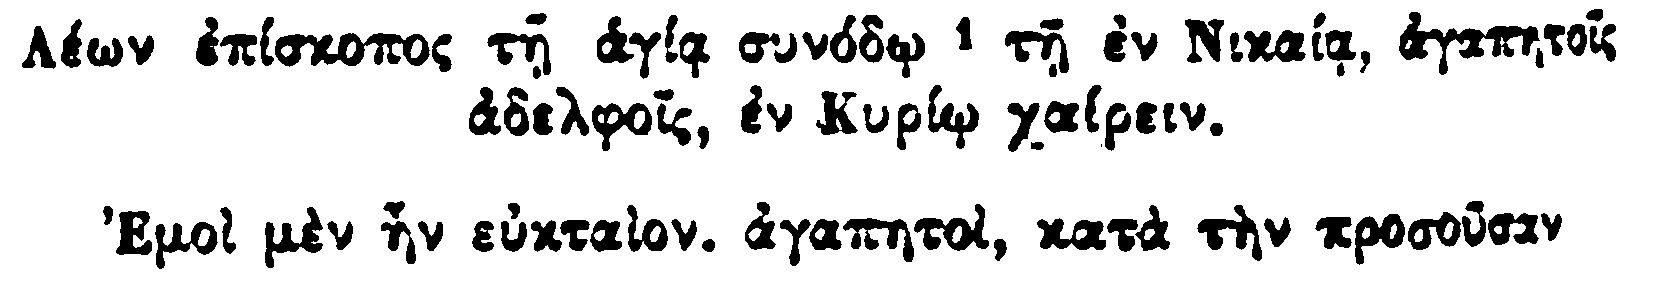 Λέων ἐπίσκοπος τῇ ἁγίᾳ συνόδῳ ¹ τῇ ἐν Νικαίᾳ, ἀγαπητοῖς
ἀδελφοῖς, ἐν Κυρίῳ χαίρειν.
Ἐμοὶ μὲν ἦν εὐκταῖον. ἀγαπητοὶ, κατὰ τὴν προσοῦσαν